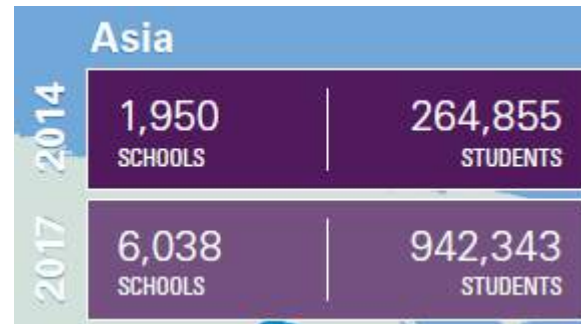 Asia
2014
1,950 264,855
SCHOOLS STUDENTS
2017
6,038 942,343
SCHOOLS STUDENTS